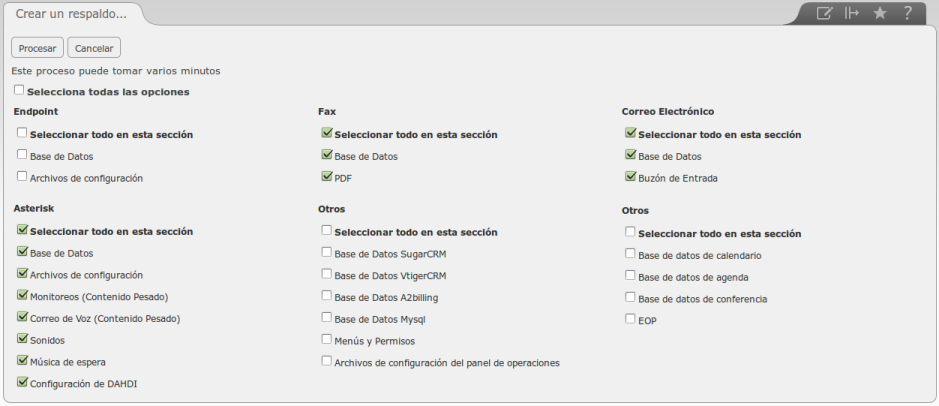 Crear un respaldo...
?
Procesar Cancelar
Este proceso puede tomar varios minutos
Selecciona todas las opciones
Endpoint
Seleccionar todo en esta sección
Base de Datos
Archivos de configuración
Fax
Seleccionar todo en esta sección
Base de Datos
PDF
Correo Electrónico
Seleccionar todo en esta sección
Base de Datos
Buzón de Entrada
Asterisk
Seleccionar todo en esta sección
Base de Datos
Archivos de configuración
Monitoreos (Contenido Pesado)
Correo de Voz (Contenido Pesado)
Sonidos
Música de espera
Configuración de DAHDI
Otros
Seleccionar todo en esta sección
Base de Datos SugarCRM
Base de Datos VtigerCRM
Base de Datos A2billing
Base de Datos Mysql
Menús y Permisos
Archivos de configuración del panel de operaciones
Otros
Seleccionar todo en esta sección
Base de datos de calendario
Base de datos de agenda
Base de datos de conferencia
EOP